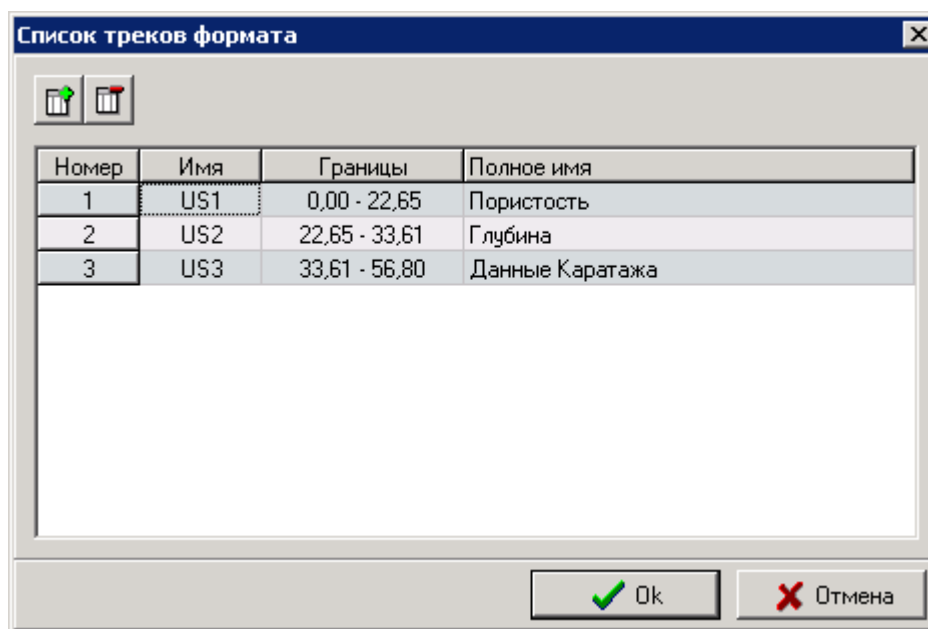 Список треков формата
Номер Имя Границы Полное имя
1 US1 0,00 - 22,65 Пористость
2 US2 22,65 - 33,61 Глубина
3 US3 33,61 - 56,80 Данные Каратажа
Ok Отмена